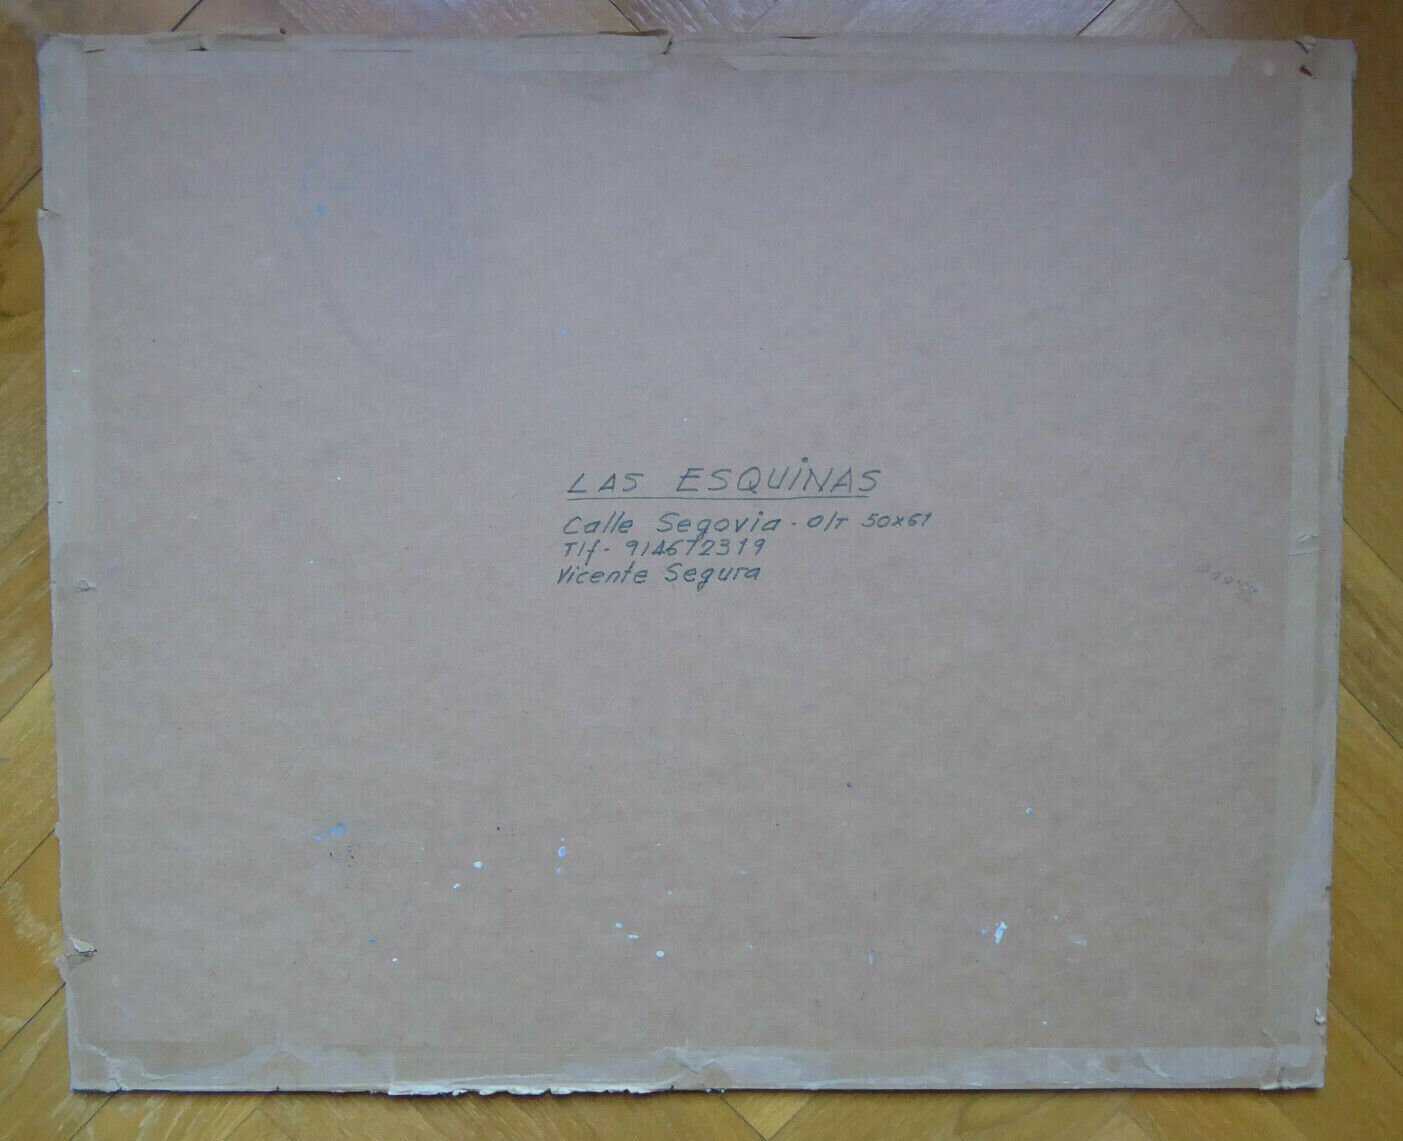 LAS ESQUINAS
Calle Segovia - O/T 50x61
Tlf - 914672319
Vicente Segura